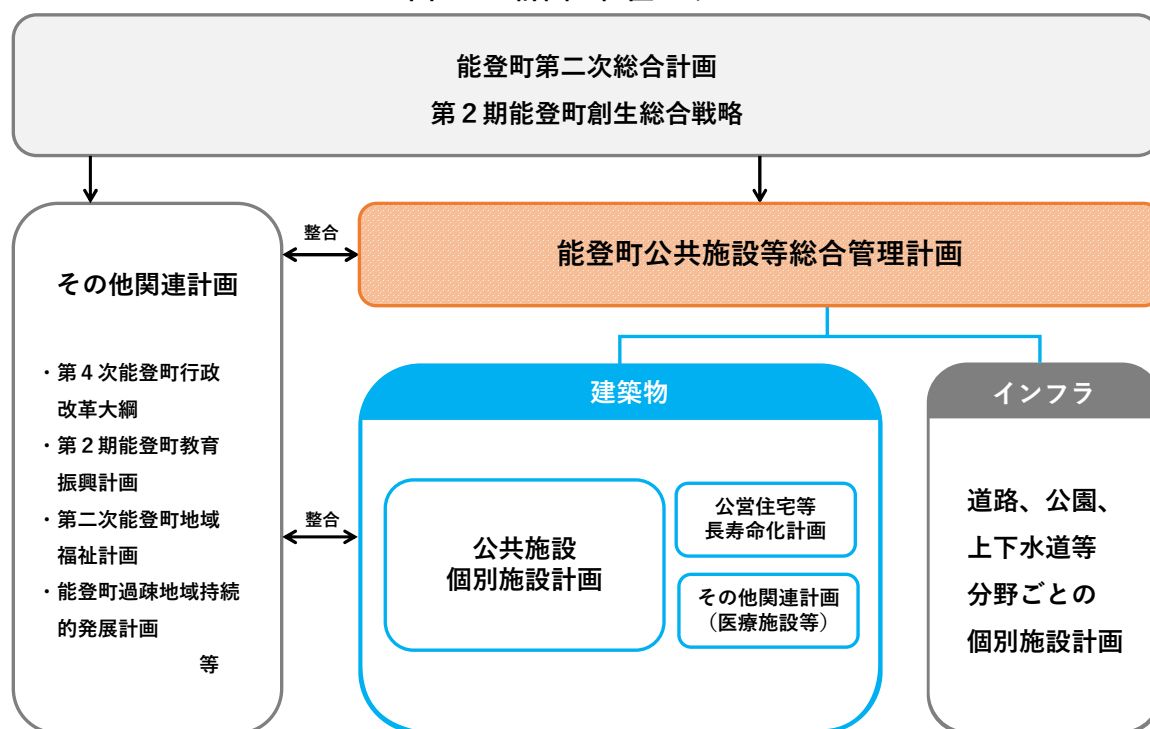 能登町第二次総合計画
第２期能登町創生総合戦略
整合
能登町公共施設等総合管理計画
その他関連計画
・第４次能登町行政
改革大綱
・第２期能登町教育
振興計画
・第二次能登町地域
福祉計画
・能登町過疎地域持続
的発展計画
等
整合
建築物
公共施設
個別施設計画
公営住宅等
長寿命化計画
その他関連計画
（医療施設等）
インフラ
道路、公園、
上下水道等
分野ごとの
個別施設計画